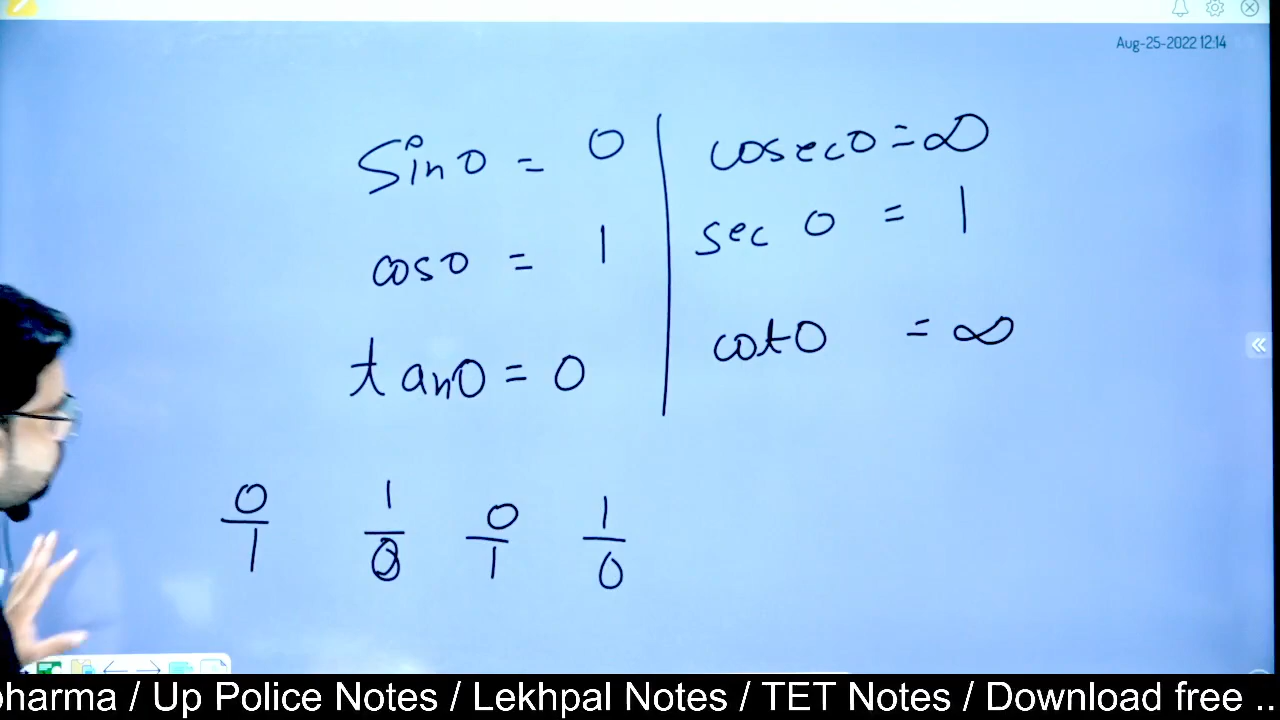 Aug-25-2022 12:14
sin0 = 0
cos0 = 1
tan0 = 0
cosec0 = ∞
sec 0 = 1
cot0 = ∞
0/1 1/0 0/1 1/0
pharma / Up Police Notes / Lekhpal Notes / TET Notes / Download free ..